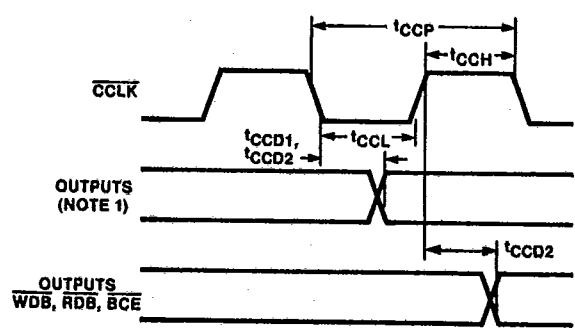 tCCP
tCCH
CCLK
tCCD1,
tCCD2
tCCL
OUTPUTS
(NOTE 1)
tCCD2
OUTPUTS
WDB, RDB, BCE